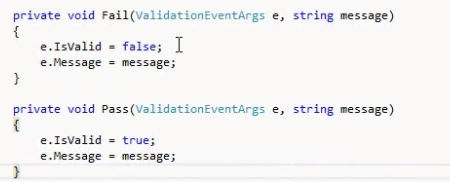 private void Fail(ValidationEventArgs e, string message)
{
    e.IsValid = false;
    e.Message = message;
}
private void Pass(ValidationEventArgs e, string message)
{
    e.IsValid = true;
    e.Message = message;
}